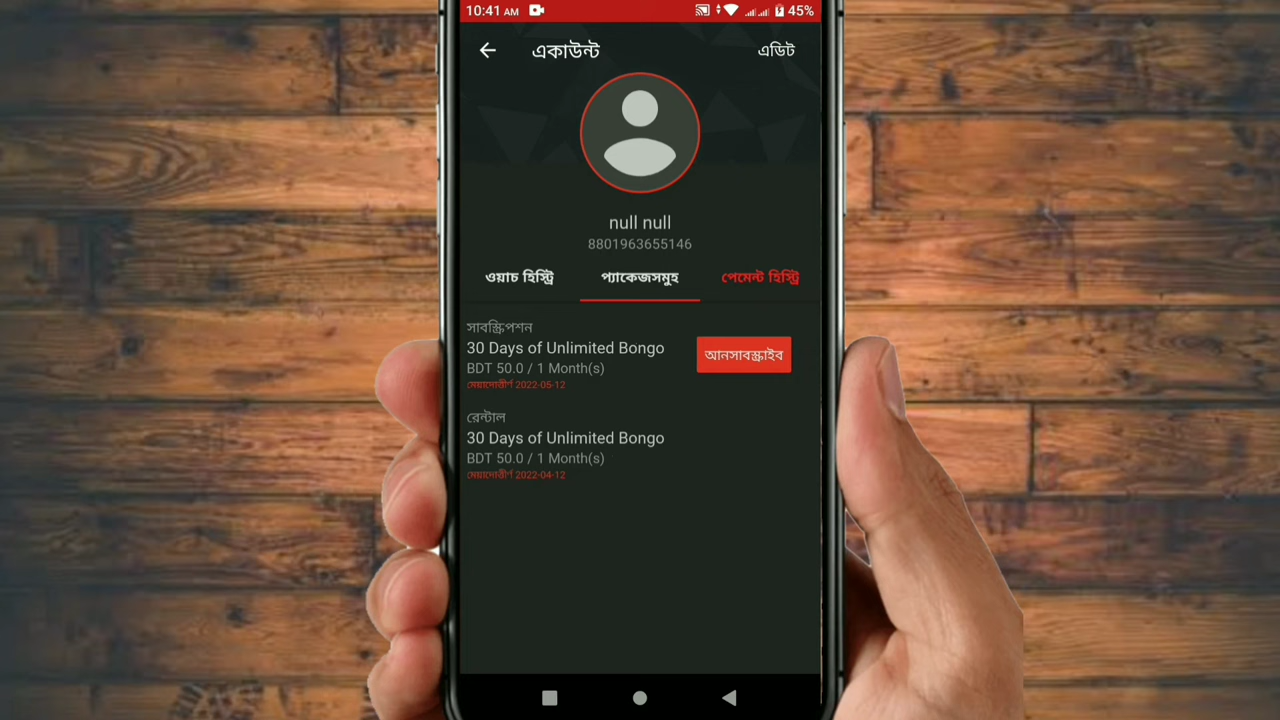 10:41 AM 45%
একাউন্ট এডিট
null null
8801963655146
ওয়াচ হিস্ট্রি প্যাকেজসমুহ পেমেন্ট হিস্ট্রি
সাবস্ক্রিপশন
30 Days of Unlimited Bongo
আনসাবস্ক্রাইব
BDT 50.0 / 1 Month(s)
মেয়াদোত্তীর্ণ 2022-05-12
রেন্টাল
30 Days of Unlimited Bongo
BDT 50.0 / 1 Month(s)
মেয়াদোত্তীর্ণ 2022-04-12